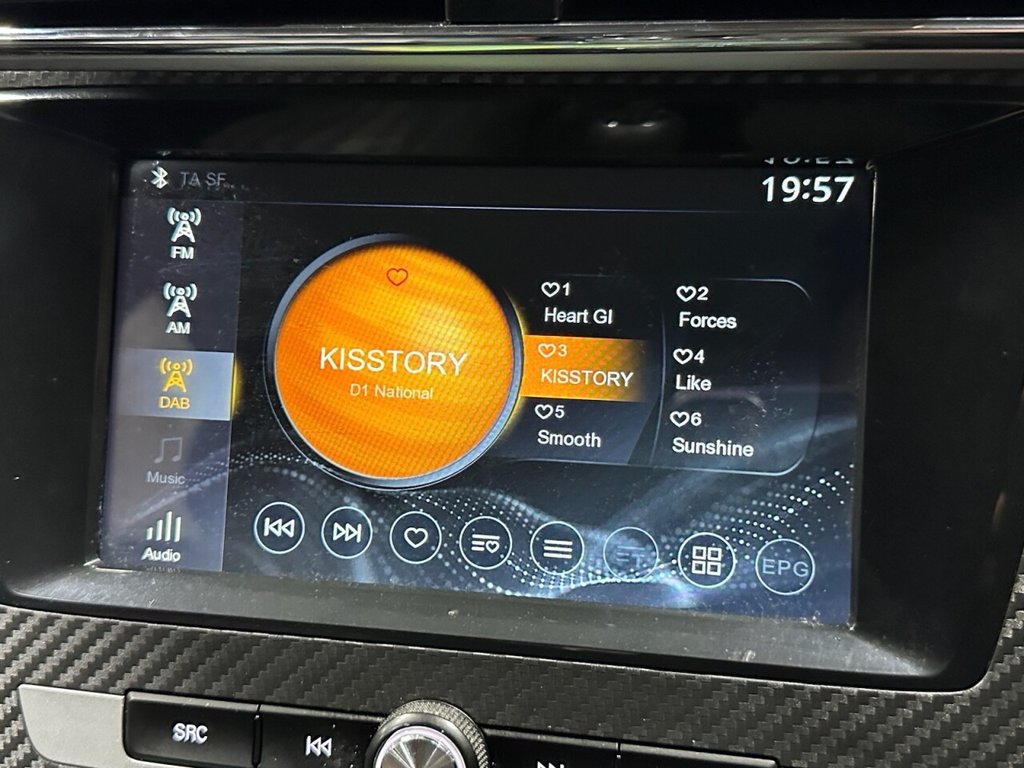 TA SF
19:57
FM
AM
DAB
Music
Audio
KISSTORY
D1 National
1
Heart Gl
2
Forces
3
KISSTORY
4
Like
5
Smooth
6
Sunshine
EPG
SRC